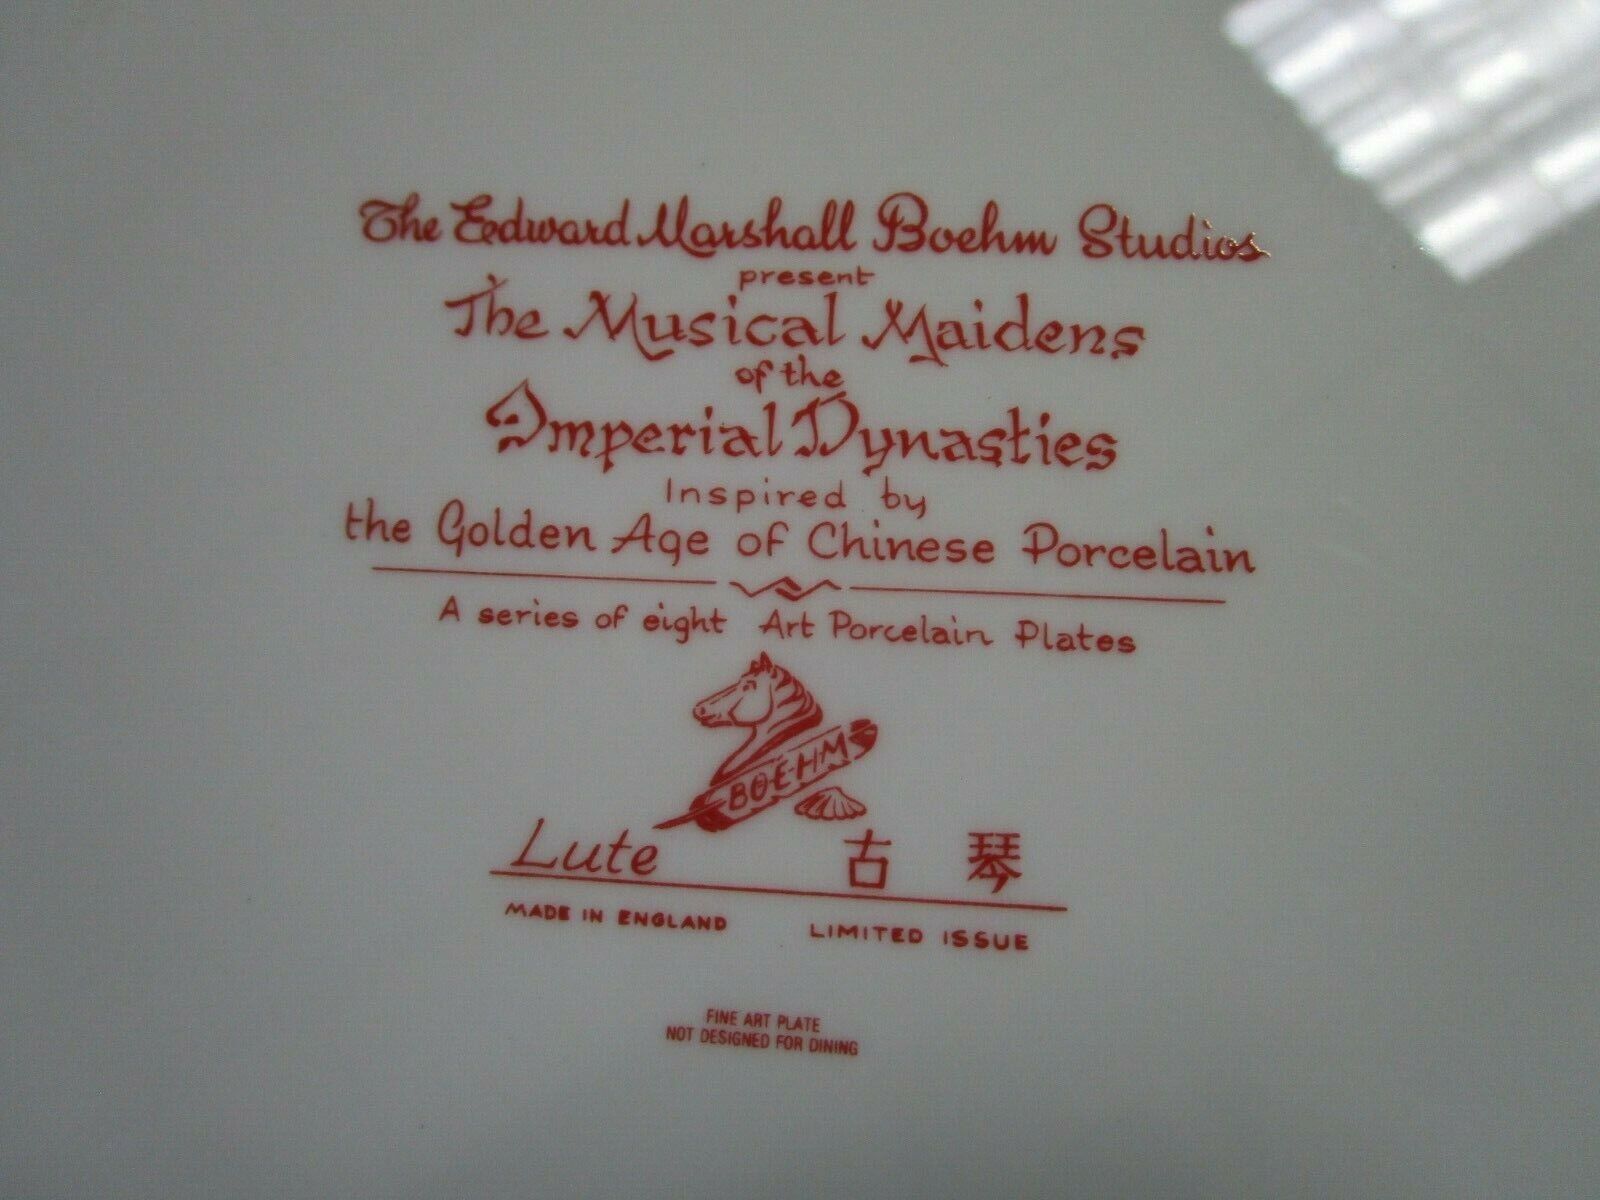 The Edward Marshall Boehm Studios
present
The Musical Maidens
of the
Imperial Dynasties
Inspired by
the Golden Age of Chinese Porcelain
A series of eight Art Porcelain Plates
BOEHM
Lute 古琴
MADE IN ENGLAND LIMITED ISSUE
FINE ART PLATE
NOT DESIGNED FOR DINING